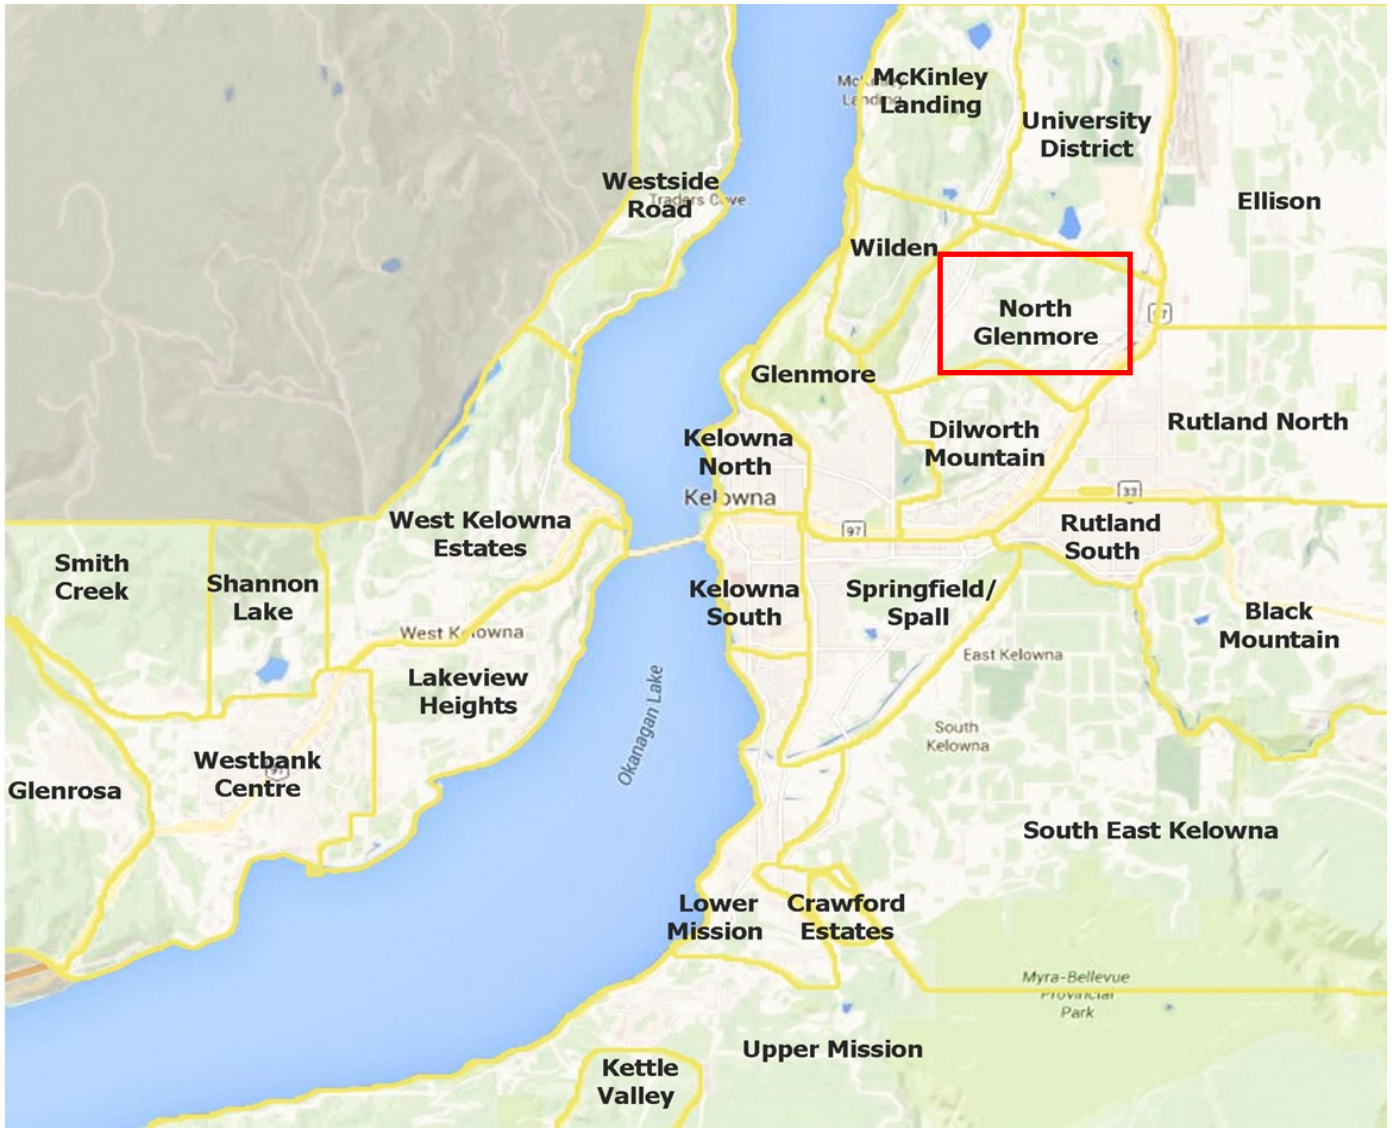 McKinley
Landing
McKinley
Landing
University
District
Westside
Road
Traders Cove
Ellison
Wilden
North
Glenmore
97
Glenmore
Rutland North
Dilworth
Mountain
Kelowna
North
Kelowna
33
West Kelowna
Estates
97
Rutland
South
Smith
Creek
Shannon
Lake
Kelowna
South
Springfield/
Spall
Black
Mountain
West Kelowna
East Kelowna
Lakeview
Heights
Okanagan Lake
South
Kelowna
Westbank
Centre
97
Glenrosa
South East Kelowna
Lower
Mission
Crawford
Estates
Myra-Bellevue
Provincial
Park
Upper Mission
Kettle
Valley